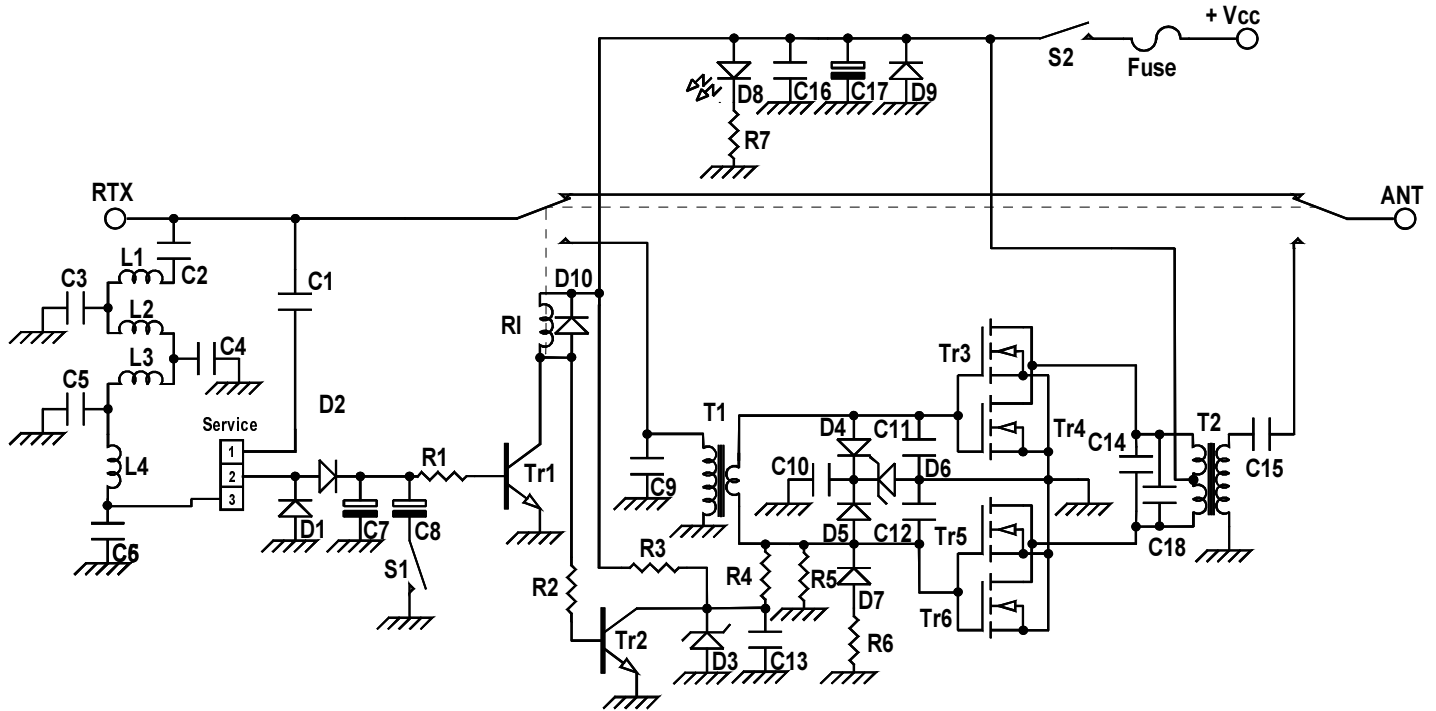 + Vcc
S2
Fuse
D8
C16
C17
D9
R7
RTX
ANT
L1
C2
C3
C1
D10
L2
Rl
L3
C4
Tr3
C5
D2
T1
D4
C11
Tr4
T2
Service
C14
1
L4
R1
2
Tr1
C10
D6
C15
3
C9
D1
C7
C8
D5
C12
Tr5
C6
R3
C18
S1
R2
R4
R5
D7
Tr6
Tr2
R6
D3
C13